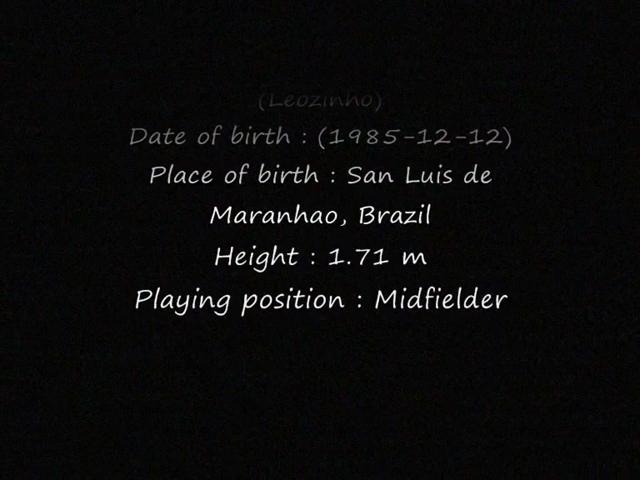 (Leozinho)
Date of birth : (1985-12-12)
Place of birth : San Luis de
Maranhao, Brazil
Height : 1.71 m
Playing position : Midfielder